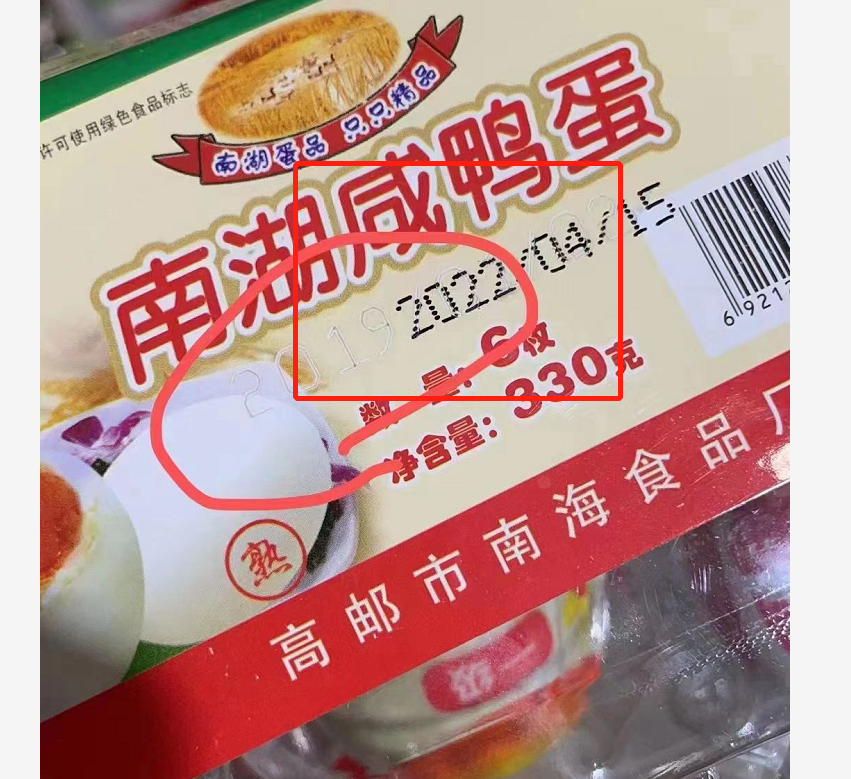 许可使用绿色食品标志
南湖蛋品 只只精品
南湖咸鸭蛋
2019
2022/04/15
数 量：6枚
净含量：330克
6 921
熟
高邮市南海食品厂